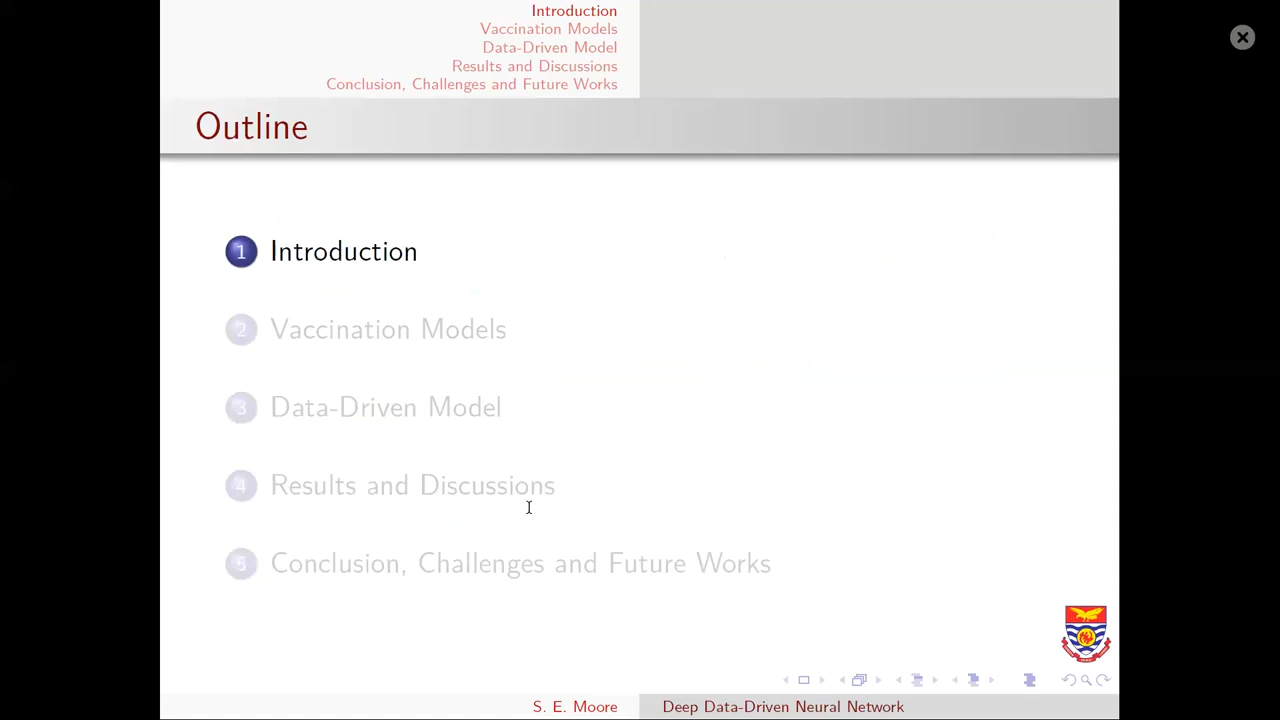 Introduction
Vaccination Models
Data-Driven Model
Results and Discussions
Conclusion, Challenges and Future Works
Outline
1 Introduction
2 Vaccination Models
3 Data-Driven Model
4 Results and Discussions
5 Conclusion, Challenges and Future Works
S. E. Moore Deep Data-Driven Neural Network